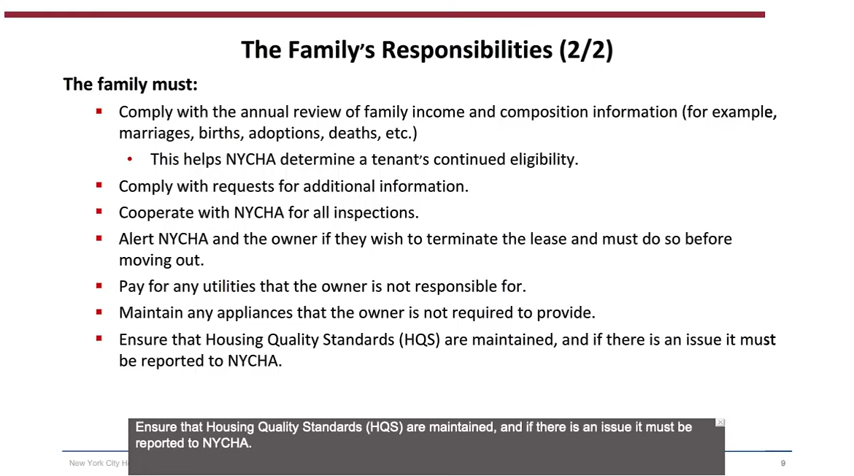 The Family's Responsibilities (2/2)
The family must:
▪ Comply with the annual review of family income and composition information (for example,
marriages, births, adoptions, deaths, etc.)
• This helps NYCHA determine a tenant's continued eligibility.
▪ Comply with requests for additional information.
▪ Cooperate with NYCHA for all inspections.
▪ Alert NYCHA and the owner if they wish to terminate the lease and must do so before
moving out.
▪ Pay for any utilities that the owner is not responsible for.
▪ Maintain any appliances that the owner is not required to provide.
▪ Ensure that Housing Quality Standards (HQS) are maintained, and if there is an issue it must
be reported to NYCHA.
Ensure that Housing Quality Standards (HQS) are maintained, and if there is an issue it must be
reported to NYCHA.
New York City H
9